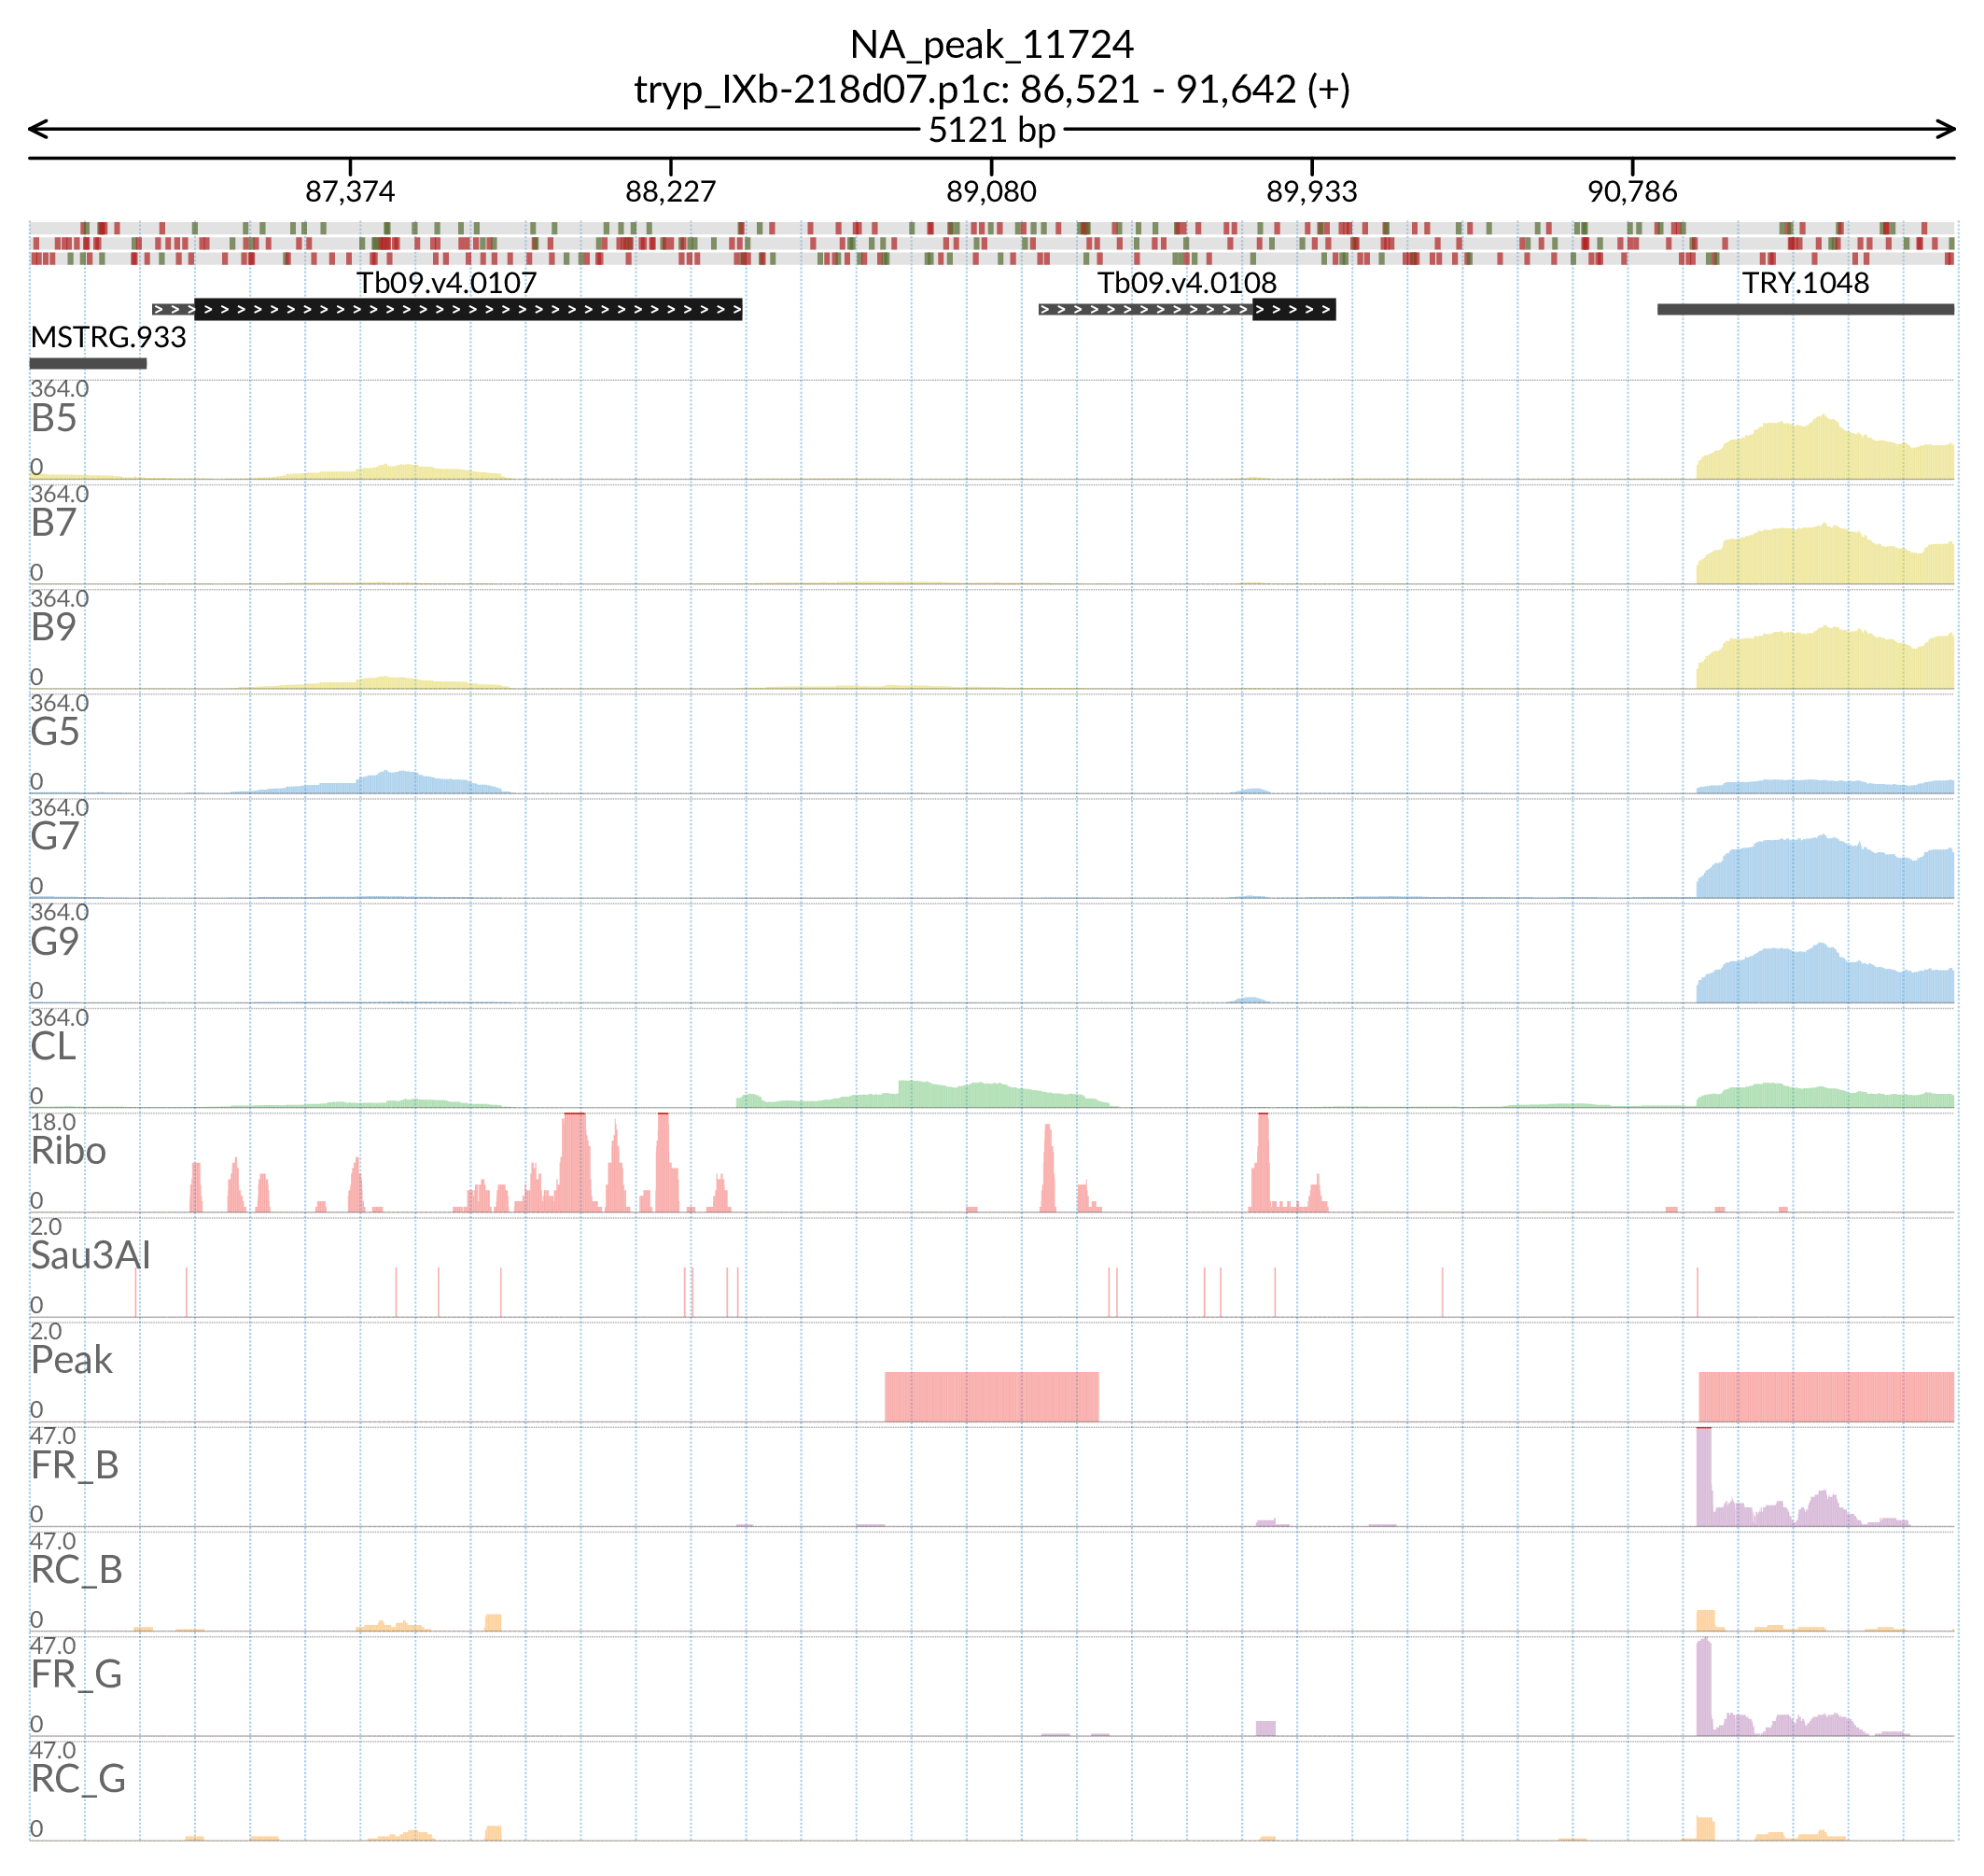 NA_peak_11724
tryp_IXb-218d07.p1c: 86,521 - 91,642 (+)
5121 bp
87,374 88,227 89,080 89,933 90,786
Tb09.v4.0107 Tb09.v4.0108 TRY.1048
MSTRG.933
364.0
B5
0
364.0
B7
0
364.0
B9
0
364.0
G5
0
364.0
G7
0
364.0
G9
0
364.0
CL
0
18.0
Ribo
0
2.0
Sau3AI
0
2.0
Peak
0
47.0
FR_B
0
47.0
RC_B
0
47.0
FR_G
0
47.0
RC_G
0